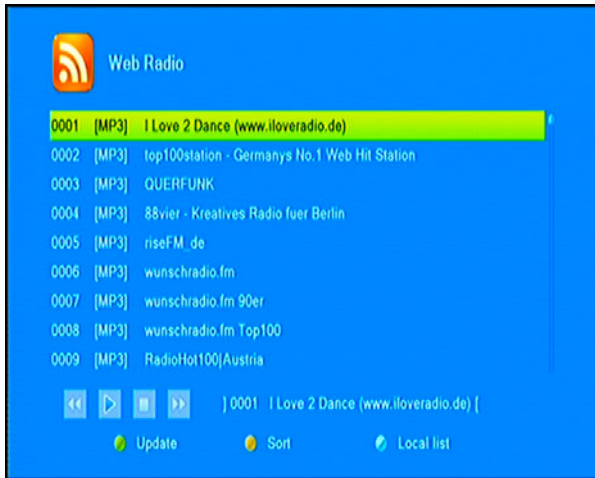 Web Radio
0001 [MP3] I Love 2 Dance (www.iloveradio.de)
0002 [MP3] top100station - Germanys No.1 Web Hit Station
0003 [MP3] QUERFUNK
0004 [MP3] 88vier - Kreatives Radio fuer Berlin
0005 [MP3] riseFM_de
0006 [MP3] wunschradio.fm
0007 [MP3] wunschradio.fm 90er
0008 [MP3] wunschradio.fm Top100
0009 [MP3] RadioHot100|Austria
] 0001 I Love 2 Dance (www.iloveradio.de) [
Update Sort Local list